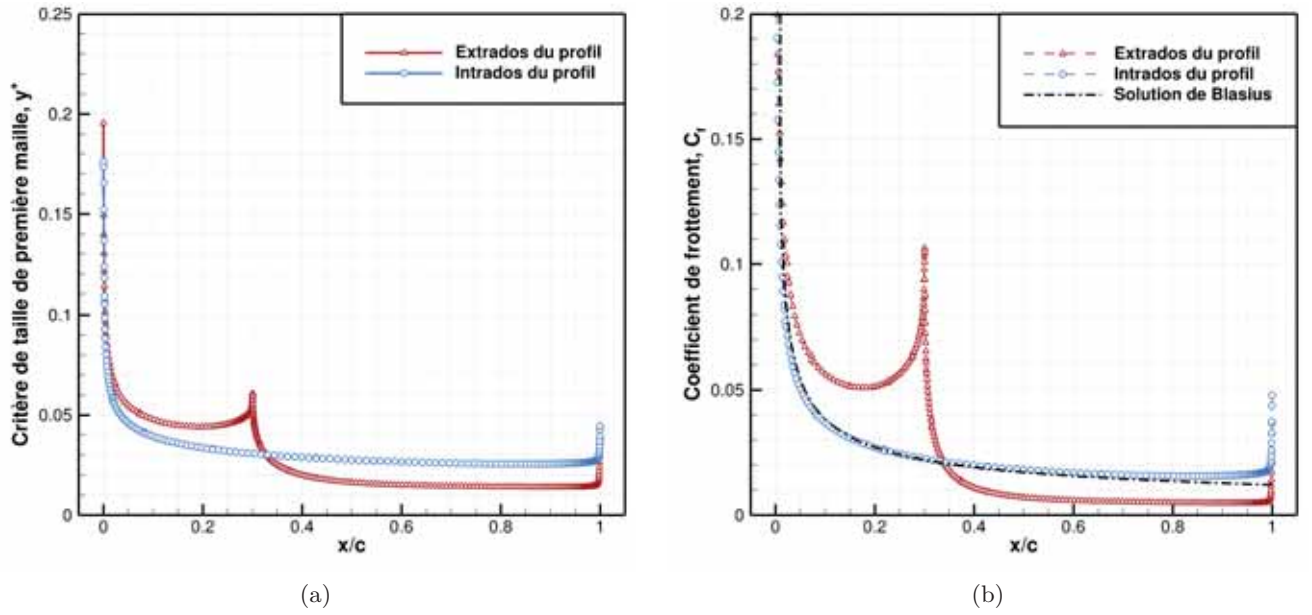 0.25
0.2
0.15
0.1
0.05
0
0
0.2
0.4
0.6
0.8
1
x/c
Critère de taille de première maille, y+
Extrados du profil
Intrados du profil
(a)
0.2
0.15
0.1
0.05
0
0
0.2
0.4
0.6
0.8
1
x/c
Coefficient de frottement, Cf
Extrados du profil
Intrados du profil
Solution de Blasius
(b)